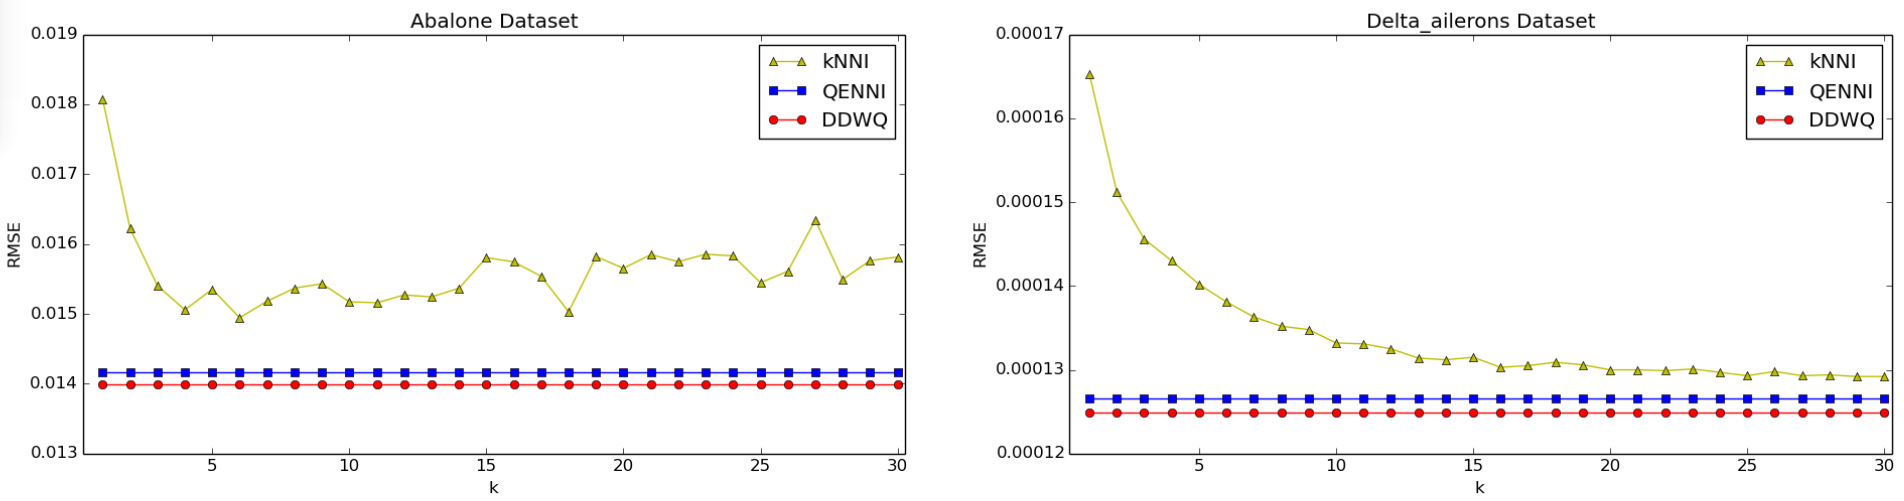 Abalone Dataset
0.019
0.018
0.017
0.016
0.015
0.014
0.013
RMSE
kNNI
QENNI
DDWQ
5 10 15 20 25 30
k
Delta_ailerons Dataset
0.00017
0.00016
0.00015
0.00014
0.00013
0.00012
RMSE
kNNI
QENNI
DDWQ
5 10 15 20 25 30
k